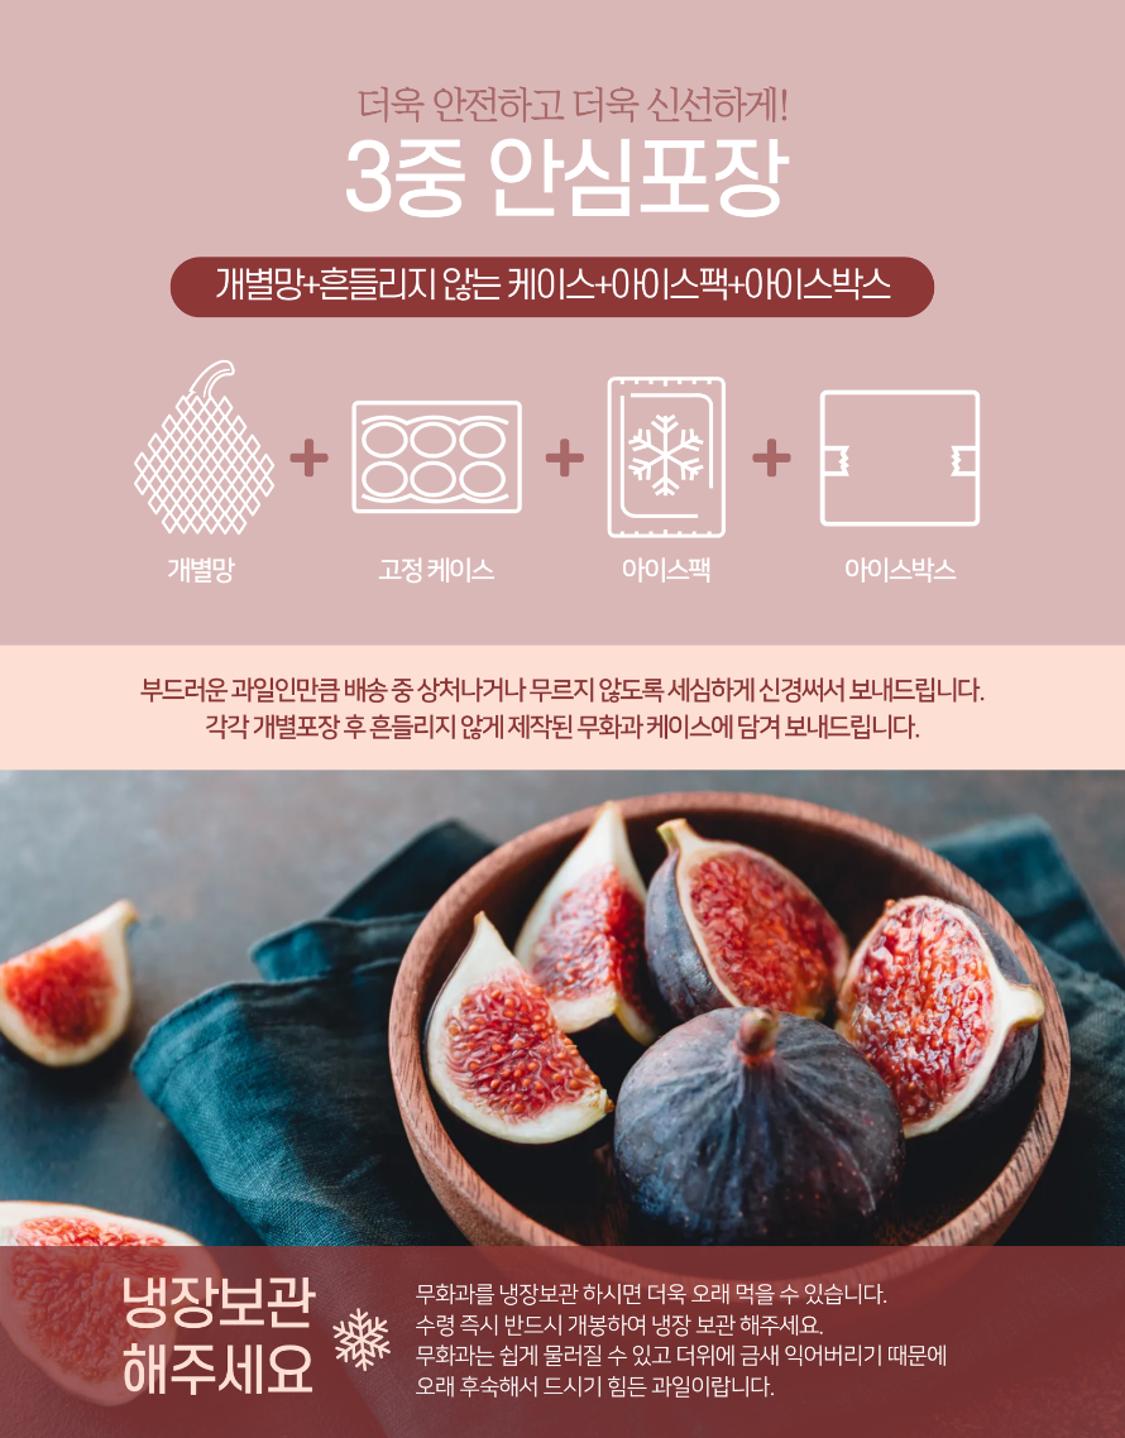 더욱 안전하고 더욱 신선하게!
3중 안심포장
개별망+흔들리지 않는 케이스+아이스팩+아이스박스
개별망
고정 케이스
아이스팩
아이스박스
부드러운 과일인만큼 배송 중 상처나거나 무르지 않도록 세심하게 신경써서 보내드립니다.
각각 개별포장 후 흔들리지 않게 제작된 무화과 케이스에 담겨 보내드립니다.
냉장보관
해주세요
무화과를 냉장보관 하시면 더욱 오래 먹을 수 있습니다.
수령 즉시 반드시 개봉하여 냉장 보관 해주세요.
무화과는 쉽게 물러질 수 있고 더위에 금새 익어버리기 때문에
오래 후숙해서 드시기 힘든 과일이랍니다.